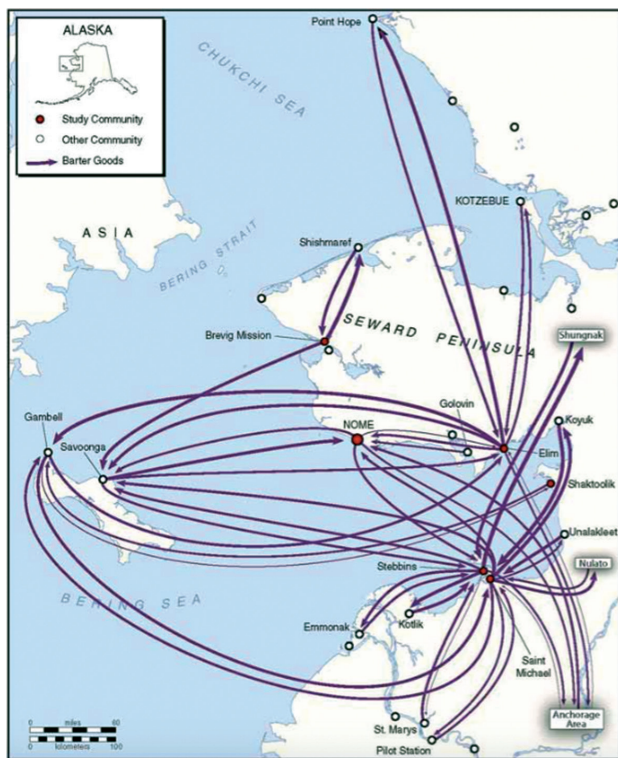 ALASKA
Study Community
Other Community
Barter Goods
Point Hope
CHUKCHI SEA
KOTZEBUE
ASIA
BERING STRAIT
Shishmaref
Brevig Mission
SEWARD PENINSULA
Shungnak
Gambell
Savoonga
NOME
Golovin
Koyuk
Elim
Shaktoolik
Unalakleet
Stebbins
Nulato
BERING SEA
Emmonak
Kotlik
Saint
Michael
St. Marys
Pilot Station
Anchorage
Area
0 miles 60
0 kilometers 100